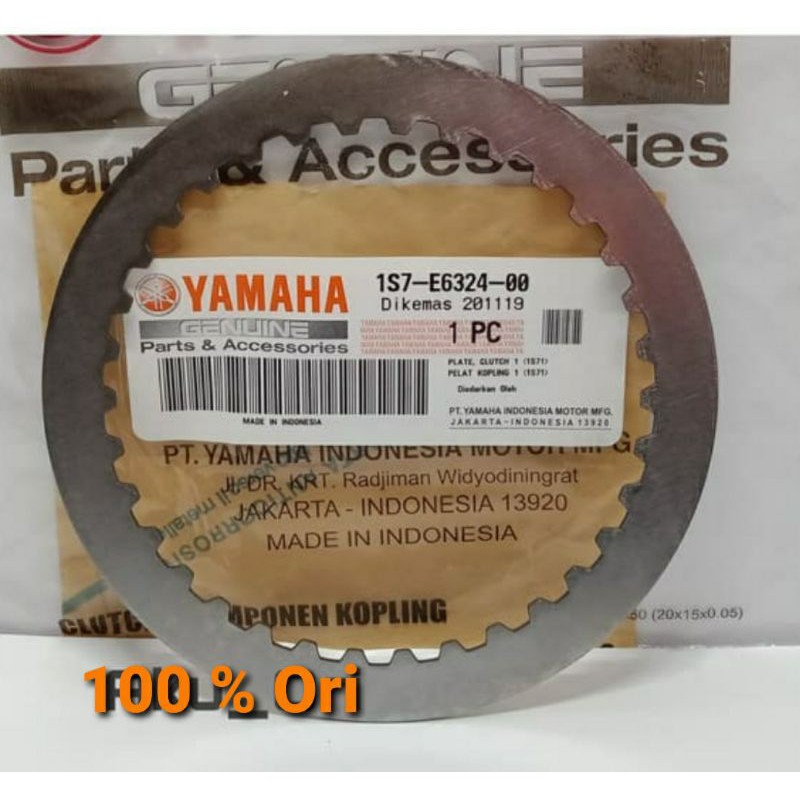 GENUINE
Parts & Accessories
YAMAHA
GENUINE
Parts & Accessories
1S7-E6324-00
Dikemas 201119
1 PC
PLATE, CLUTCH 1 (1S71)
PELAT KOPLING 1 (1S71)
Diedarkan Oleh
MADE IN INDONESIA
PT. YAMAHA INDONESIA MOTOR MFG.
JAKARTA-INDONESIA 13920
PT. YAMAHA INDONESIA MOTOR MFG
Jl. DR. KRT. Radjiman Widyodiningrat
JAKARTA - INDONESIA 13920
MADE IN INDONESIA
KOPLING
(20x15x0.05)
100 % Ori